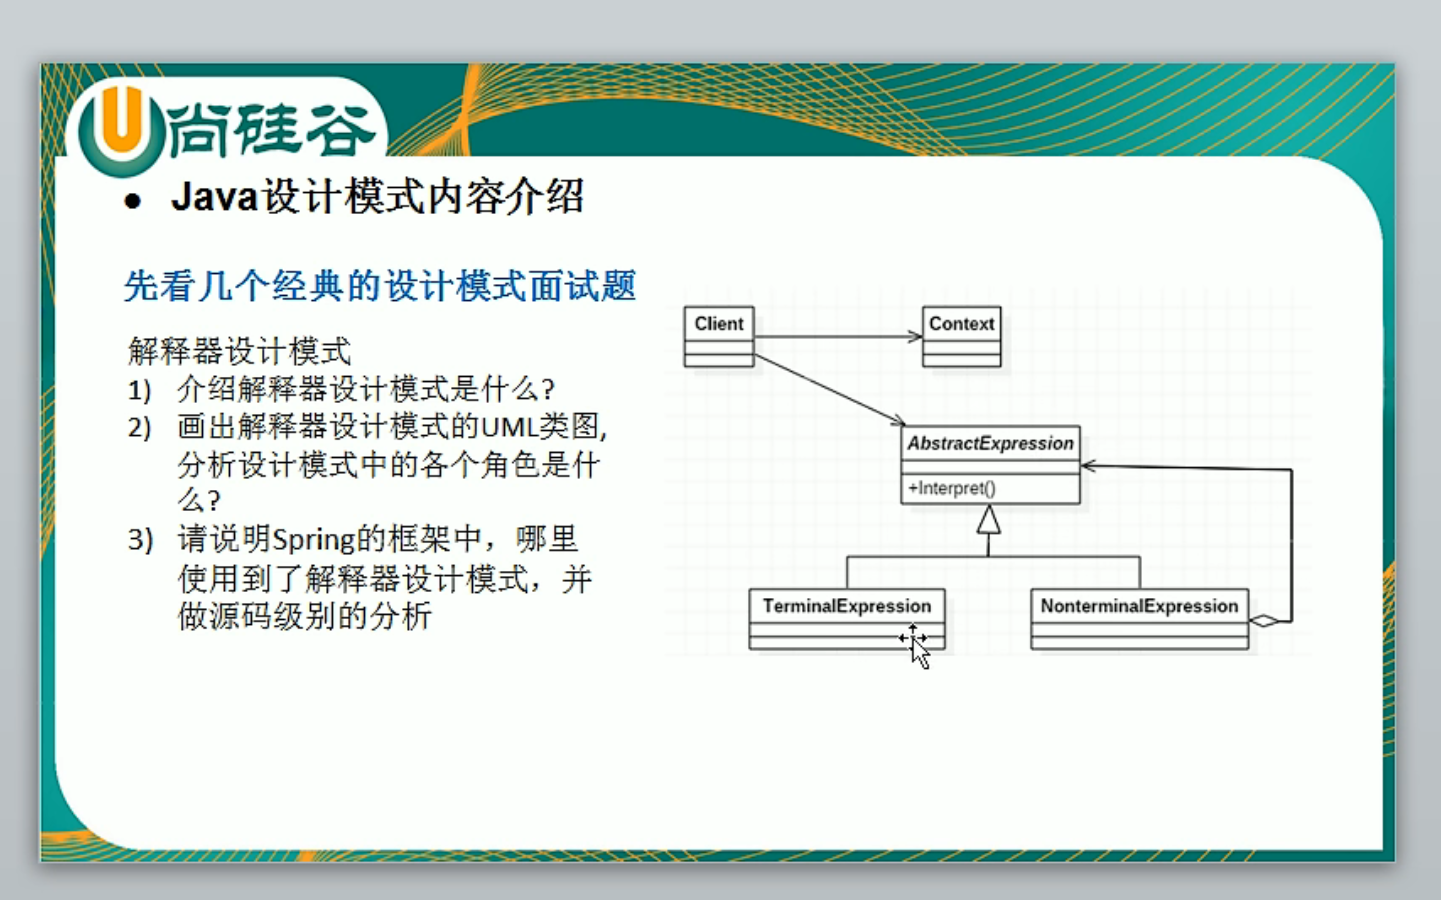 尚硅谷
● Java设计模式内容介绍
先看几个经典的设计模式面试题
解释器设计模式
1) 介绍解释器设计模式是什么?
2) 画出解释器设计模式的UML类图,
分析设计模式中的各个角色是什
么?
3) 请说明Spring的框架中，哪里
使用到了解释器设计模式，并
做源码级别的分析
Client
Context
AbstractExpression
+Interpret()
TerminalExpression
NonterminalExpression